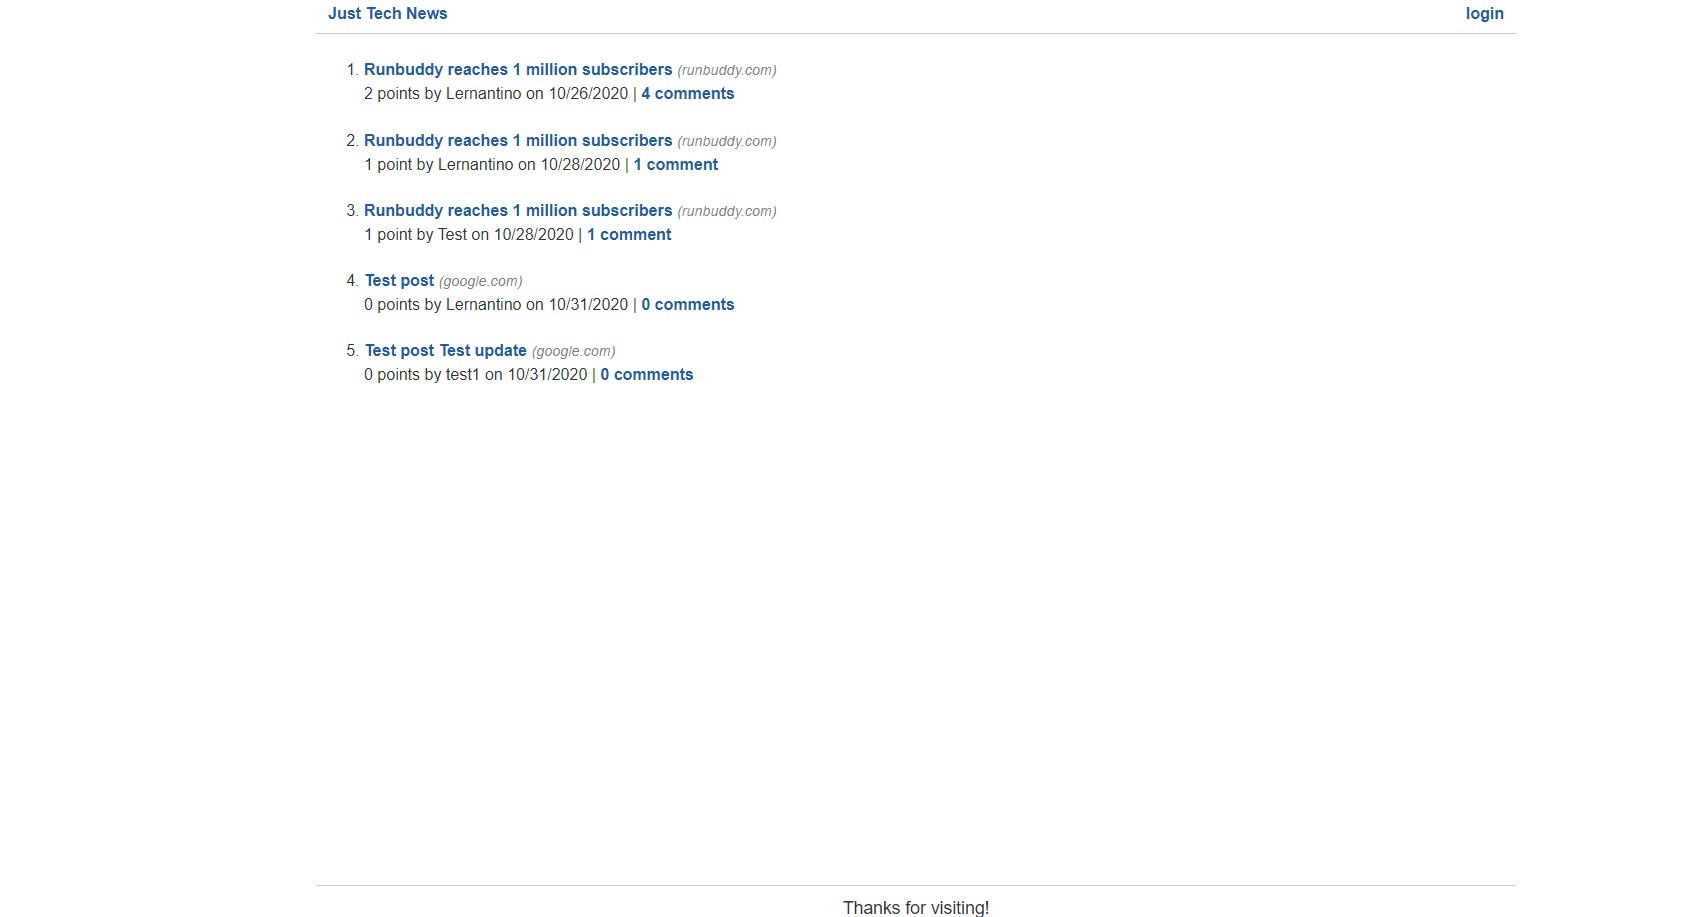 Just Tech News
login
1. Runbuddy reaches 1 million subscribers (runbuddy.com)
2 points by Lernantino on 10/26/2020 | 4 comments
2. Runbuddy reaches 1 million subscribers (runbuddy.com)
1 point by Lernantino on 10/28/2020 | 1 comment
3. Runbuddy reaches 1 million subscribers (runbuddy.com)
1 point by Test on 10/28/2020 | 1 comment
4. Test post (google.com)
0 points by Lernantino on 10/31/2020 | 0 comments
5. Test post Test update (google.com)
0 points by test1 on 10/31/2020 | 0 comments
Thanks for visiting!